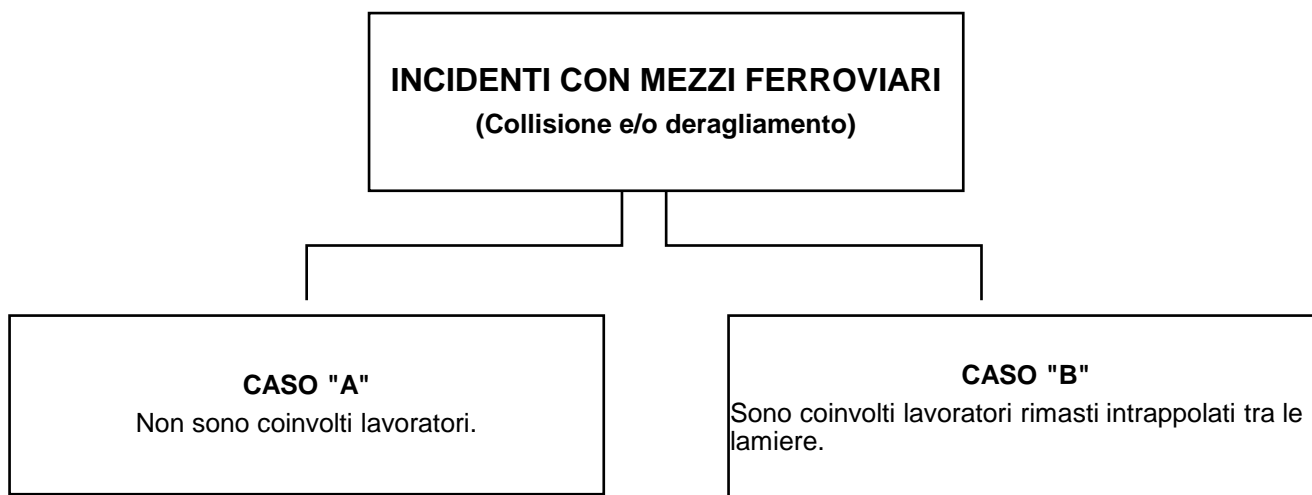 INCIDENTI CON MEZZI FERROVIARI
(Collisione e/o deragliamento)
CASO "A"
Non sono coinvolti lavoratori.
CASO "B"
Sono coinvolti lavoratori rimasti intrappolati tra le
lamiere.